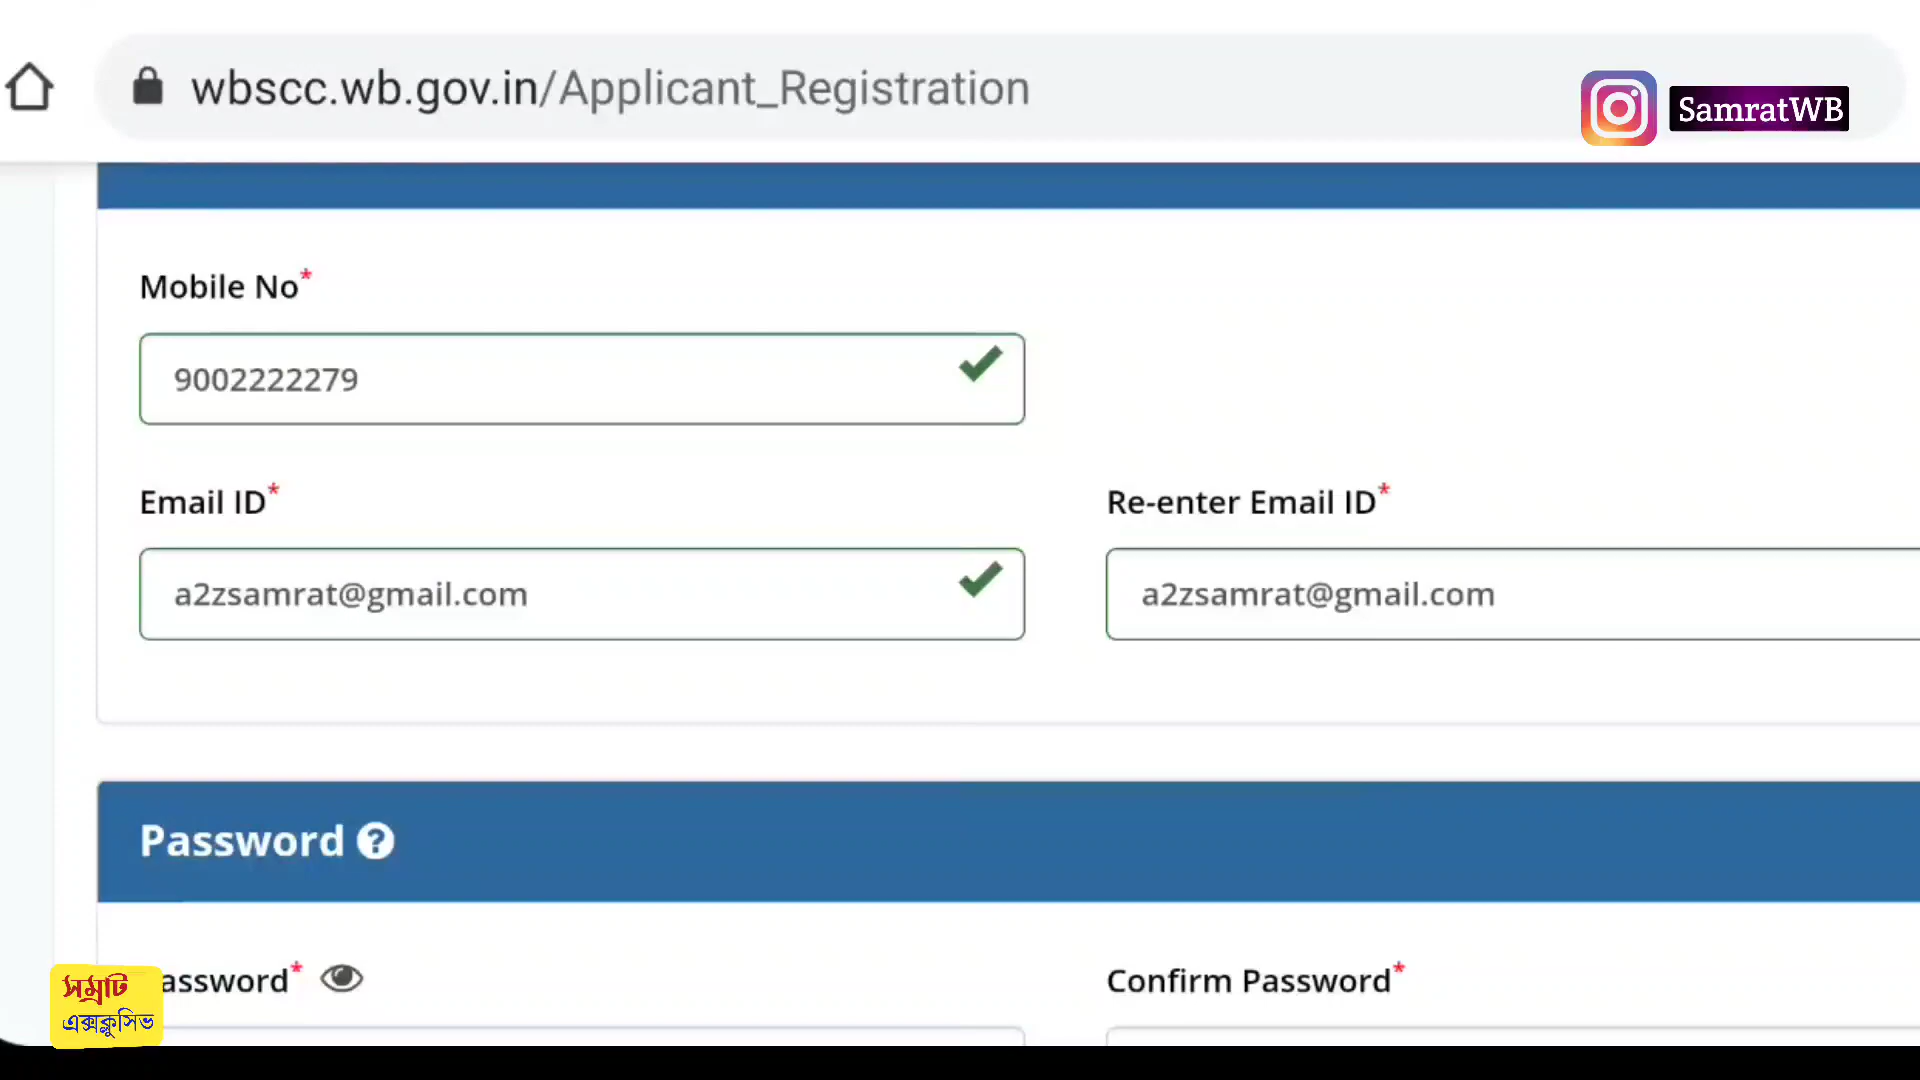 wbscc.wb.gov.in/Applicant_Registration
SamratWB
Mobile No*
9002222279
Email ID* Re-enter Email ID*
a2zsamrat@gmail.com a2zsamrat@gmail.com
Password ?
assword* Confirm Password*
সম্রাট
এক্সক্লুসিভ